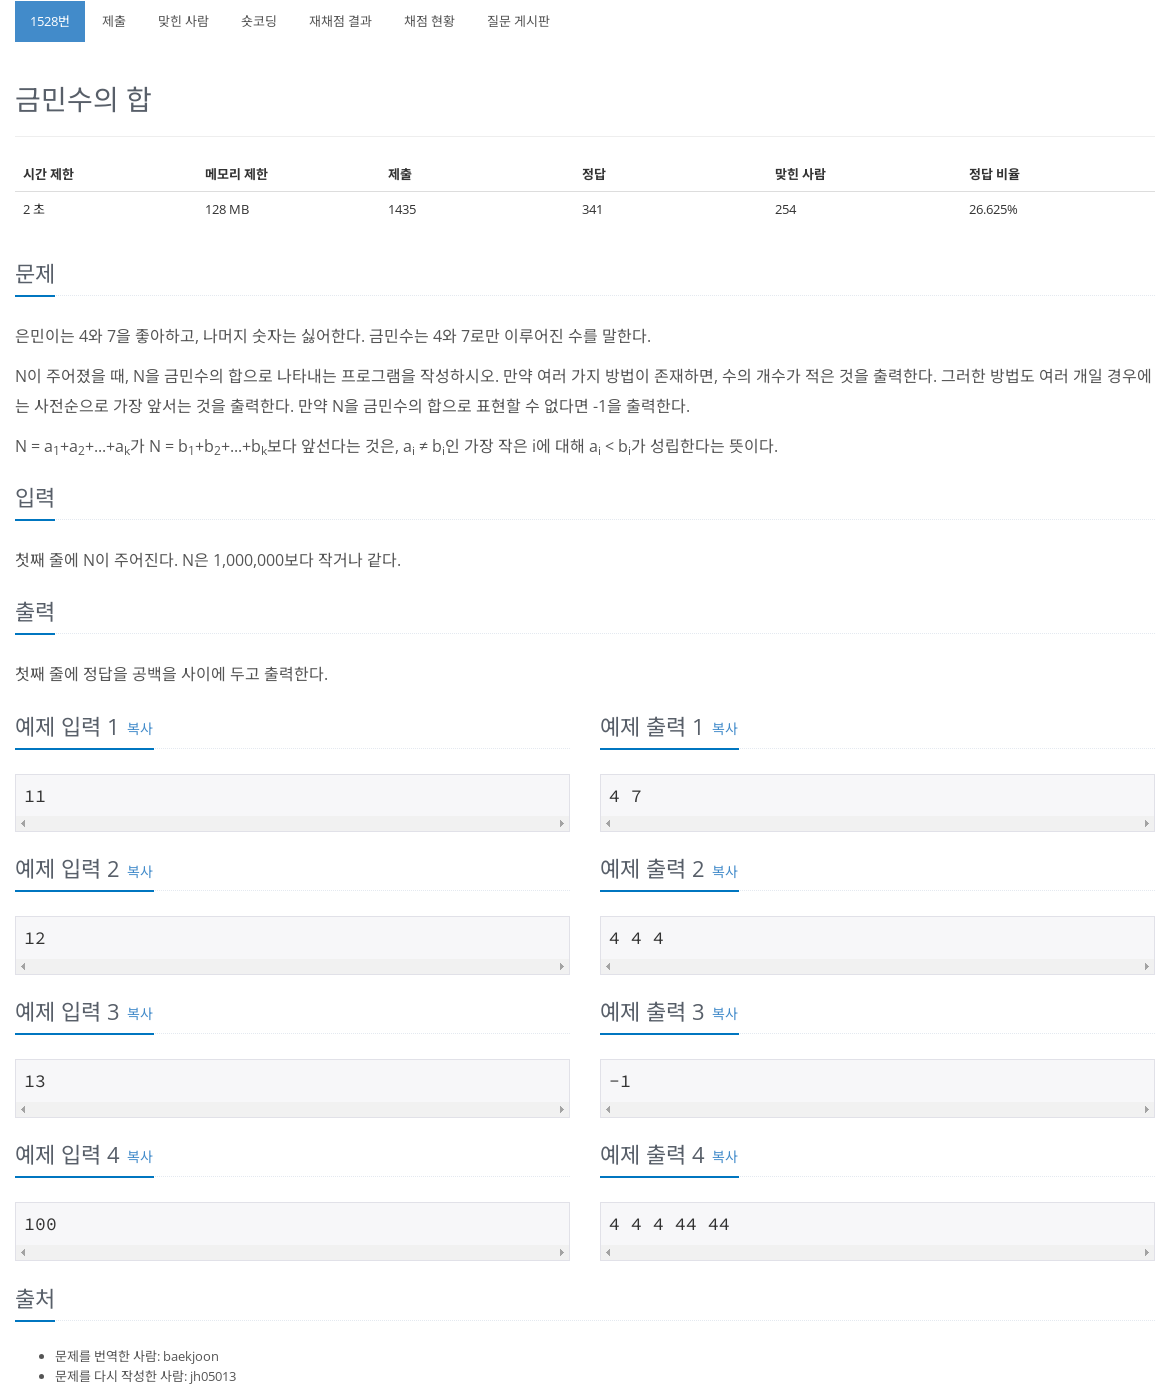 1528번 제출 맞힌 사람 숏코딩 재채점 결과 채점 현황 질문 게시판
금민수의 합
시간 제한 메모리 제한 제출 정답 맞힌 사람 정답 비율
2 초 128 MB 1435 341 254 26.625%
문제
은민이는 4와 7을 좋아하고, 나머지 숫자는 싫어한다. 금민수는 4와 7로만 이루어진 수를 말한다.
N이 주어졌을 때, N을 금민수의 합으로 나타내는 프로그램을 작성하시오. 만약 여러 가지 방법이 존재하면, 수의 개수가 적은 것을 출력한다. 그러한 방법도 여러 개일 경우에
는 사전순으로 가장 앞서는 것을 출력한다. 만약 N을 금민수의 합으로 표현할 수 없다면 -1을 출력한다.
N = a1+a2+...+ak가 N = b1+b2+...+bk보다 앞선다는 것은, ai ≠ bi인 가장 작은 i에 대해 ai < bi가 성립한다는 뜻이다.
입력
첫째 줄에 N이 주어진다. N은 1,000,000보다 작거나 같다.
출력
첫째 줄에 정답을 공백을 사이에 두고 출력한다.
예제 입력 1 복사
11
예제 출력 1 복사
4 7
예제 입력 2 복사
12
예제 출력 2 복사
4 4 4
예제 입력 3 복사
13
예제 출력 3 복사
-1
예제 입력 4 복사
100
예제 출력 4 복사
4 4 4 44 44
출처
문제를 번역한 사람: baekjoon
문제를 다시 작성한 사람: jh05013